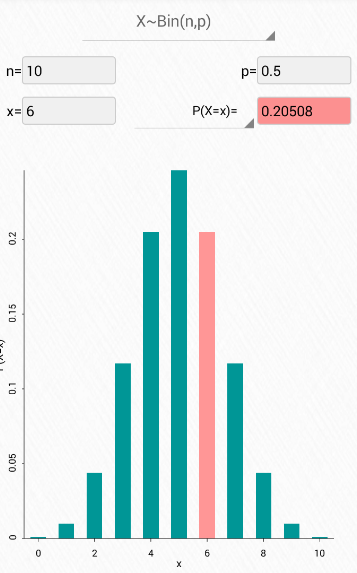 X~Bin(n,p)
n= 10 p= 0.5
x= 6 P(X=x)= 0.20508
0.2
0.15
0.1
0.05
0
0 2 4 6 8 10
x